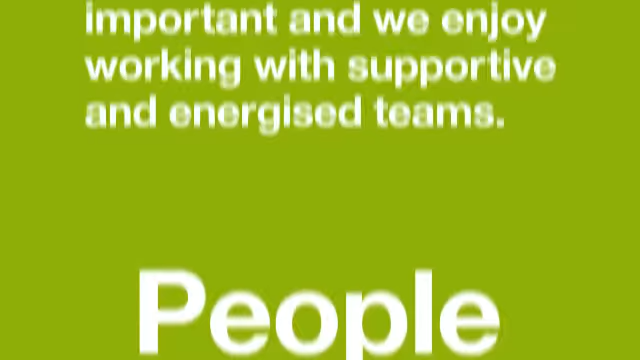 important and we enjoy
working with supportive
and energised teams.
People